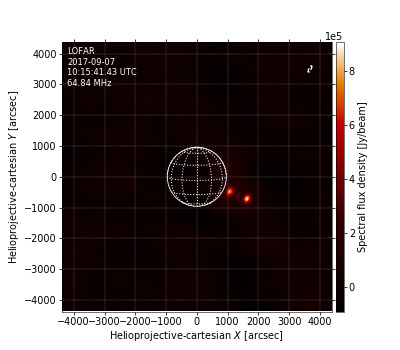 1e5
LOFAR
2017-09-07
10:15:41.43 UTC
64.84 MHz
4000
3000
2000
1000
0
−1000
−2000
−3000
−4000
Helioprojective-cartesian Y [arcsec]
−4000−3000−2000−1000 0 1000 2000 3000 4000
Helioprojective-cartesian X [arcsec]
8
6
4
2
0
Spectral flux density [Jy/beam]